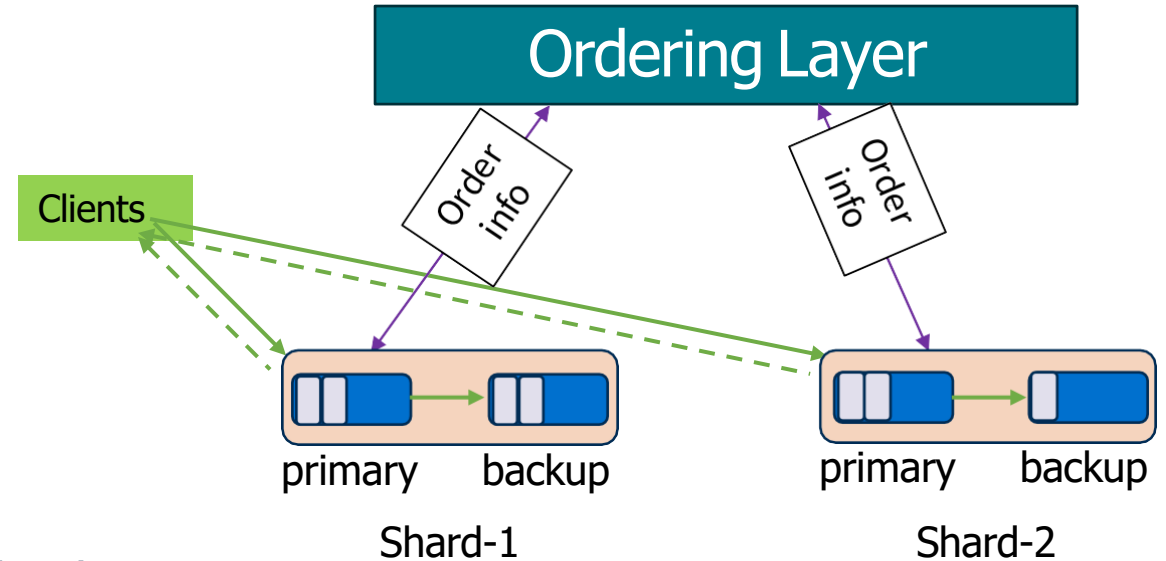 Ordering Layer
Order
info
Order
info
Clients
primary
backup
primary
backup
Shard-1
Shard-2